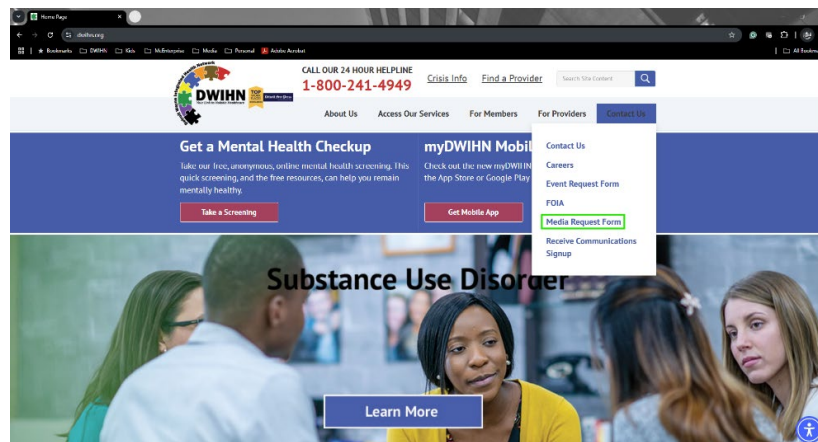 Home Page
dwihn.org
Bookmarks DWIHN Kids McEnterprise Media Personal Adobe Acrobat
All Bookm
DWIHN
CALL OUR 24 HOUR HELPLINE
1-800-241-4949
Crisis Info Find a Provider Search Site Content
About Us Access Our Services For Members For Providers Contact Us
Get a Mental Health Checkup
Take our free, anonymous, online mental health screening. This
quick screening, and the free resources, can help you remain
mentally healthy.
Take a Screening
myDWIHN Mobil
Check out the new myDWIHN
the App Store or Google Play
Get Mobile App
Contact Us
Careers
Event Request Form
FOIA
Media Request Form
Receive Communications
Signup
Substance Use Disorder
Learn More